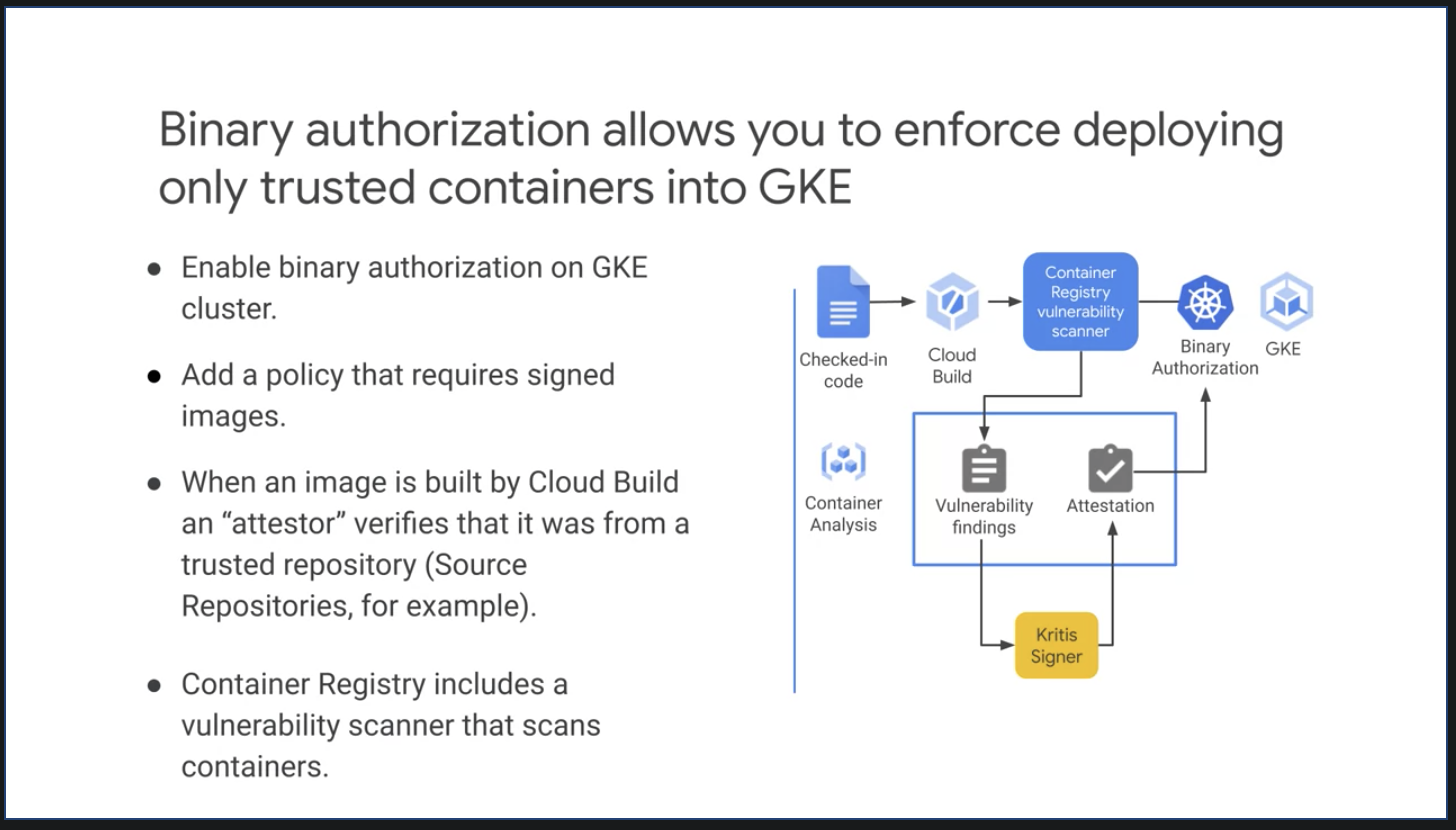 Binary authorization allows you to enforce deploying
only trusted containers into GKE
● Enable binary authorization on GKE
cluster.
● Add a policy that requires signed
images.
● When an image is built by Cloud Build
an “attestor” verifies that it was from a
trusted repository (Source
Repositories, for example).
● Container Registry includes a
vulnerability scanner that scans
containers.
Checked-in
code
Cloud
Build
Container
Registry
vulnerability
scanner
Binary
Authorization
GKE
Container
Analysis
Vulnerability
findings
Attestation
Kritis
Signer